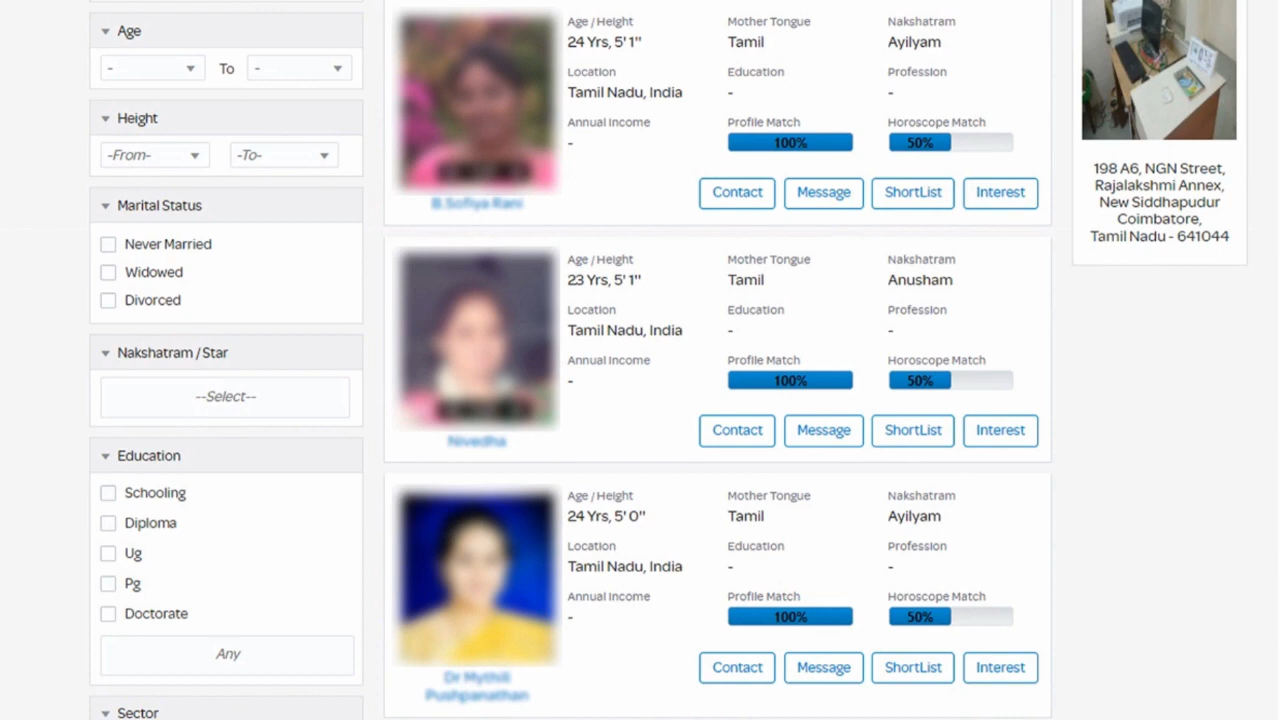 Age
- To -
Height
-From- -To-
Marital Status
Never Married
Widowed
Divorced
Nakshatram / Star
--Select--
Education
Schooling
Diploma
Ug
Pg
Doctorate
Any
Sector
Age / Height Mother Tongue Nakshatram
24 Yrs, 5' 1" Tamil Ayilyam
Location Education Profession
Tamil Nadu, India - -
Annual Income Profile Match Horoscope Match
- 100% 50%
Contact Message ShortList Interest
Age / Height Mother Tongue Nakshatram
23 Yrs, 5' 1" Tamil Anusham
Location Education Profession
Tamil Nadu, India - -
Annual Income Profile Match Horoscope Match
- 100% 50%
Contact Message ShortList Interest
Age / Height Mother Tongue Nakshatram
24 Yrs, 5' 0" Tamil Ayilyam
Location Education Profession
Tamil Nadu, India - -
Annual Income Profile Match Horoscope Match
- 100% 50%
Contact Message ShortList Interest
198 A6, NGN Street,
Rajalakshmi Annex,
New Siddhapudur
Coimbatore,
Tamil Nadu - 641044